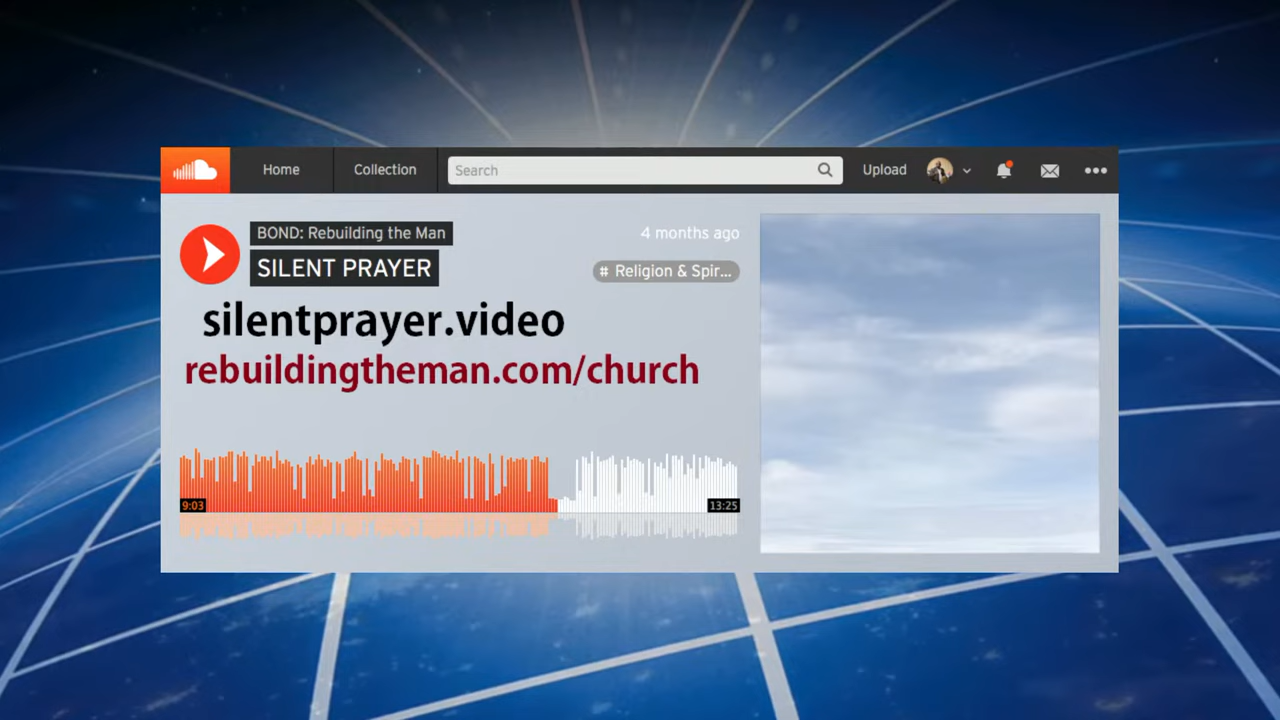 Home
Collection
Search
Upload
BOND: Rebuilding the Man
4 months ago
SILENT PRAYER
# Religion & Spir...
silentprayer.video
rebuildingtheman.com/church
9:03
13:25